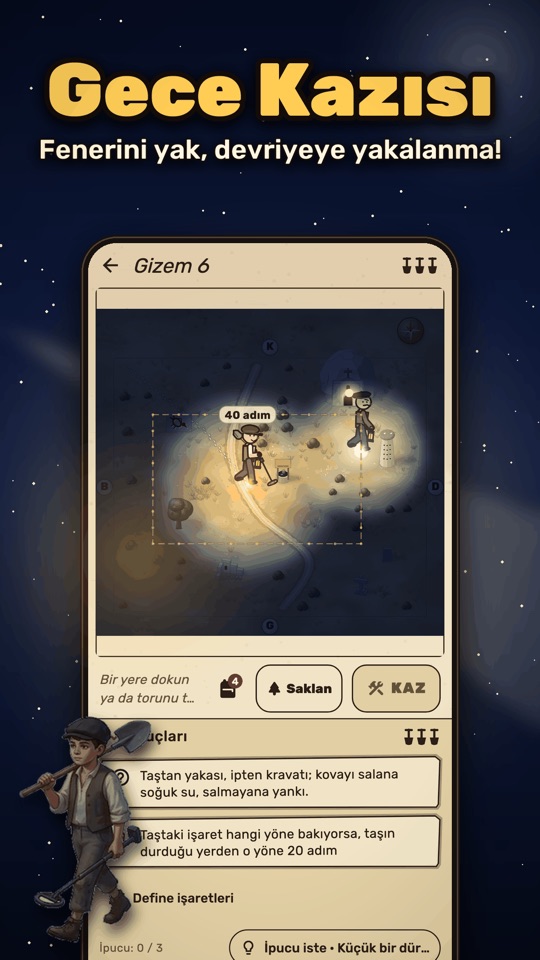 Gece Kazısı
Fenerini yak, devriyeye yakalanma!
Gizem 6
K
40 adım
B
D
G
Bir yere dokun
ya da torunu t…
4
Saklan
KAZ
uçları
Taştan yakası, ipten kravatı; kovayı salana
soğuk su, salmayana yankı.
Taştaki işaret hangi yöne bakıyorsa, taşın
durduğu yerden o yöne 20 adım
Define işaretleri
İpucu: 0 / 3
İpucu iste • Küçük bir dür…